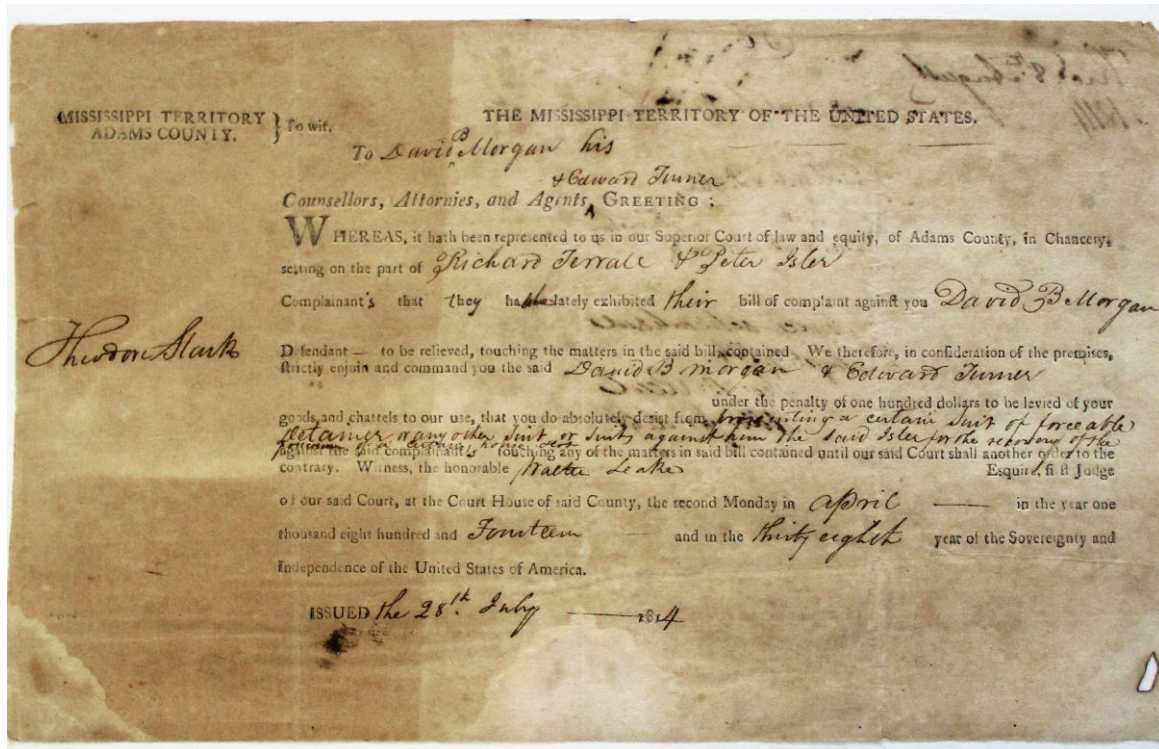 MISSISSIPPI TERRITORY
ADAMS COUNTY.
} To wit.
THE MISSISSIPPI TERRITORY OF THE UNITED STATES.
To David B Morgan his
& Edward Turner
Counsellors, Attornies, and Agents ^ GREETING:
WHEREAS, it hath been represented to us in our Superior Court of law and equity, of Adams County, in Chancery,
setting on the part of Richard Terrall & Peter Isler
Complainant's that they have lately exhibited their bill of complaint against you David B Morgan
Theodore Stark
D fendant — to be relieved, touching the matters in the said bill contained We therefore, in consideration of the premises,
strictly enjoin and command you the said David B Morgan & Edward Turner
under the penalty of one hundred dollars to be levied of your
goods and chattels to our use, that you do absolutely desist from prosecuting a certain suit of forceable
detainer or any other suit or suits against him the said Isler for the recovery of the
possession of a certain
against the said complainant's touching any of the matters in said bill contained until our said Court shall another order to the
contrary. Witness, the honorable Walter Leake Esquire, first Judge
of our said Court, at the Court House of said County, the second Monday in April — in the year one
thousand eight hundred and Fourteen and in the thirty eighth year of the Sovereignty and
Independence of the United States of America.
ISSUED the 28th July — 1814